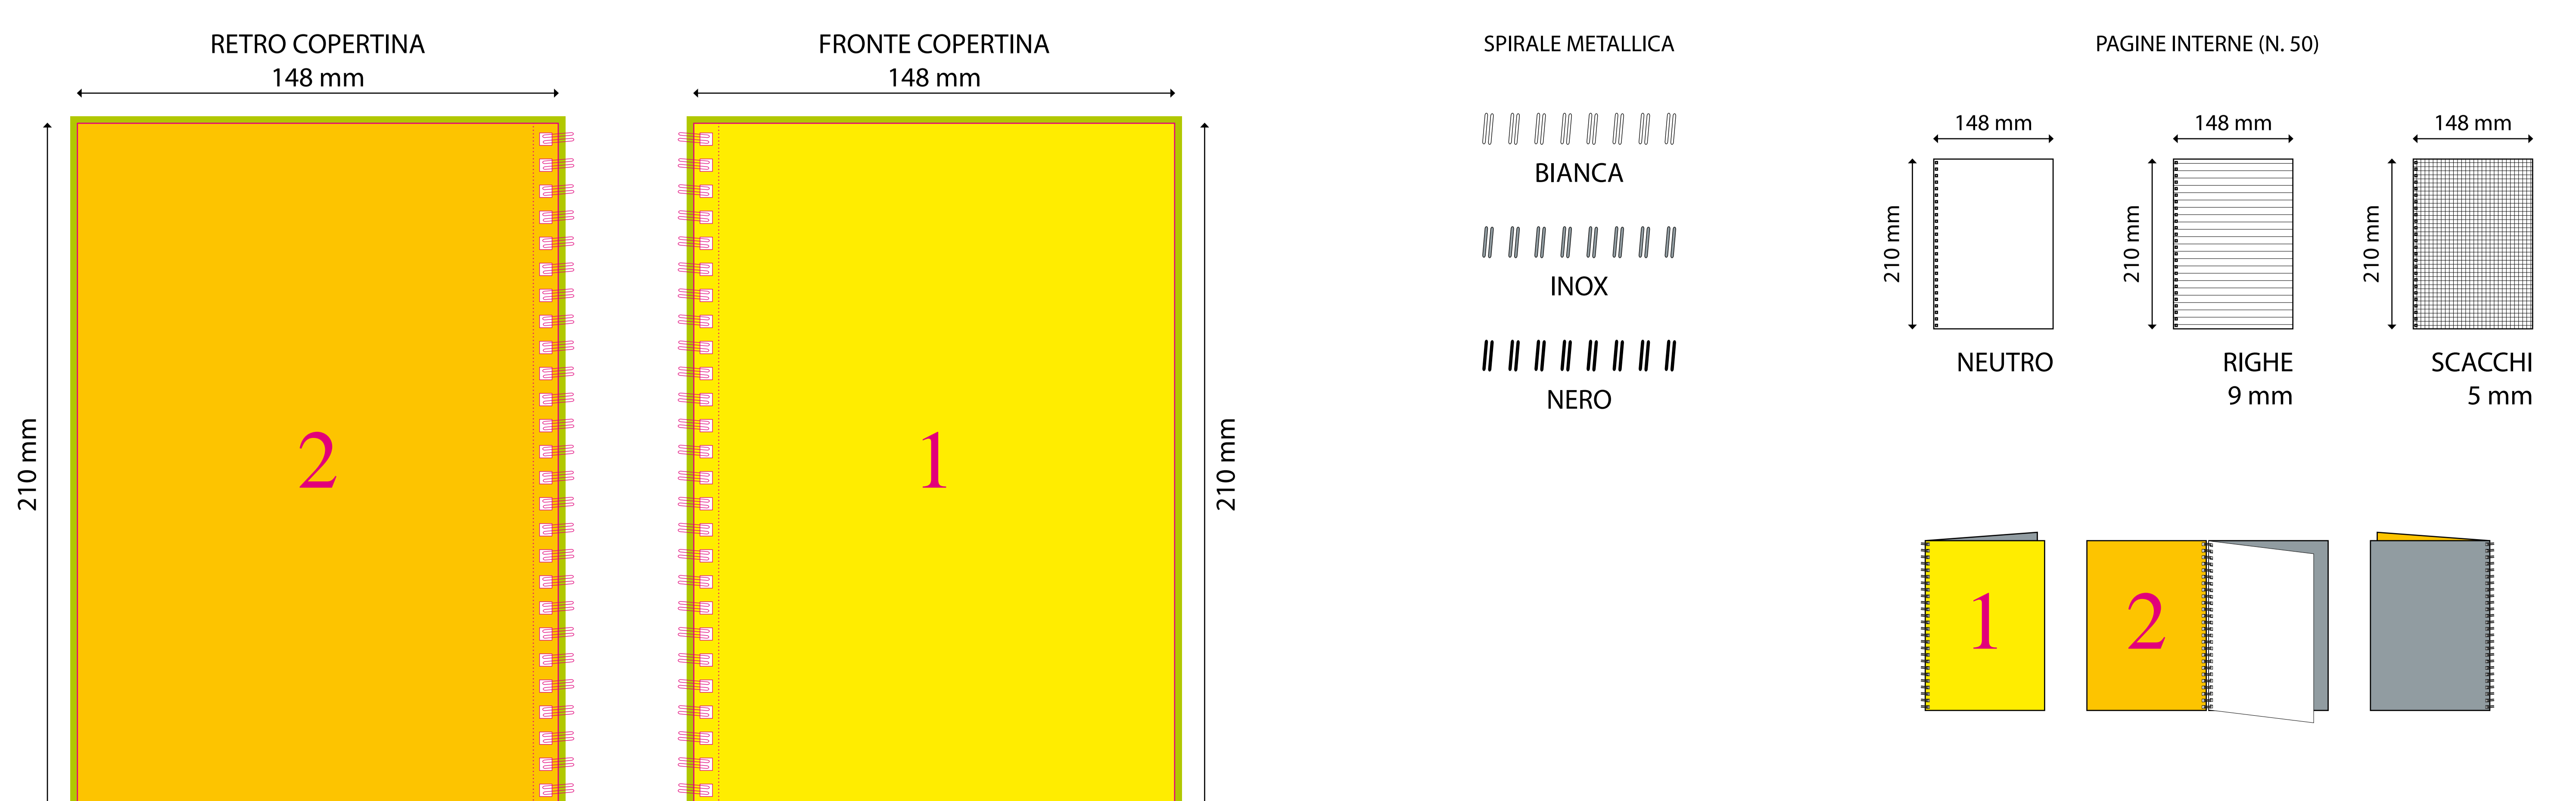 RETRO COPERTINA
148 mm
210 mm
2
FRONTE COPERTINA
148 mm
210 mm
1
SPIRALE METALLICA
BIANCA
INOX
NERO
PAGINE INTERNE (N. 50)
148 mm
210 mm
NEUTRO
148 mm
210 mm
RIGHE
9 mm
148 mm
210 mm
SCACCHI
5 mm
1
2